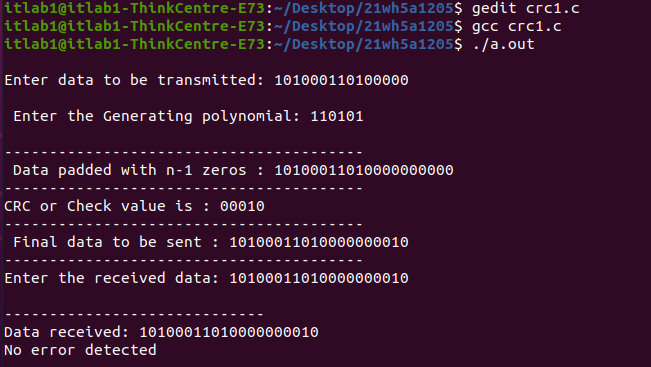 itlab1@itlab1-ThinkCentre-E73:~/Desktop/21wh5a1205$ gedit crc1.c
itlab1@itlab1-ThinkCentre-E73:~/Desktop/21wh5a1205$ gcc crc1.c
itlab1@itlab1-ThinkCentre-E73:~/Desktop/21wh5a1205$ ./a.out
Enter data to be transmitted: 101000110100000
Enter the Generating polynomial: 110101
----------------------------------------
Data padded with n-1 zeros : 10100011010000000000
----------------------------------------
CRC or Check value is : 00010
----------------------------------------
Final data to be sent : 10100011010000000010
----------------------------------------
Enter the received data: 10100011010000000010
-----------------------------
Data received: 10100011010000000010
No error detected